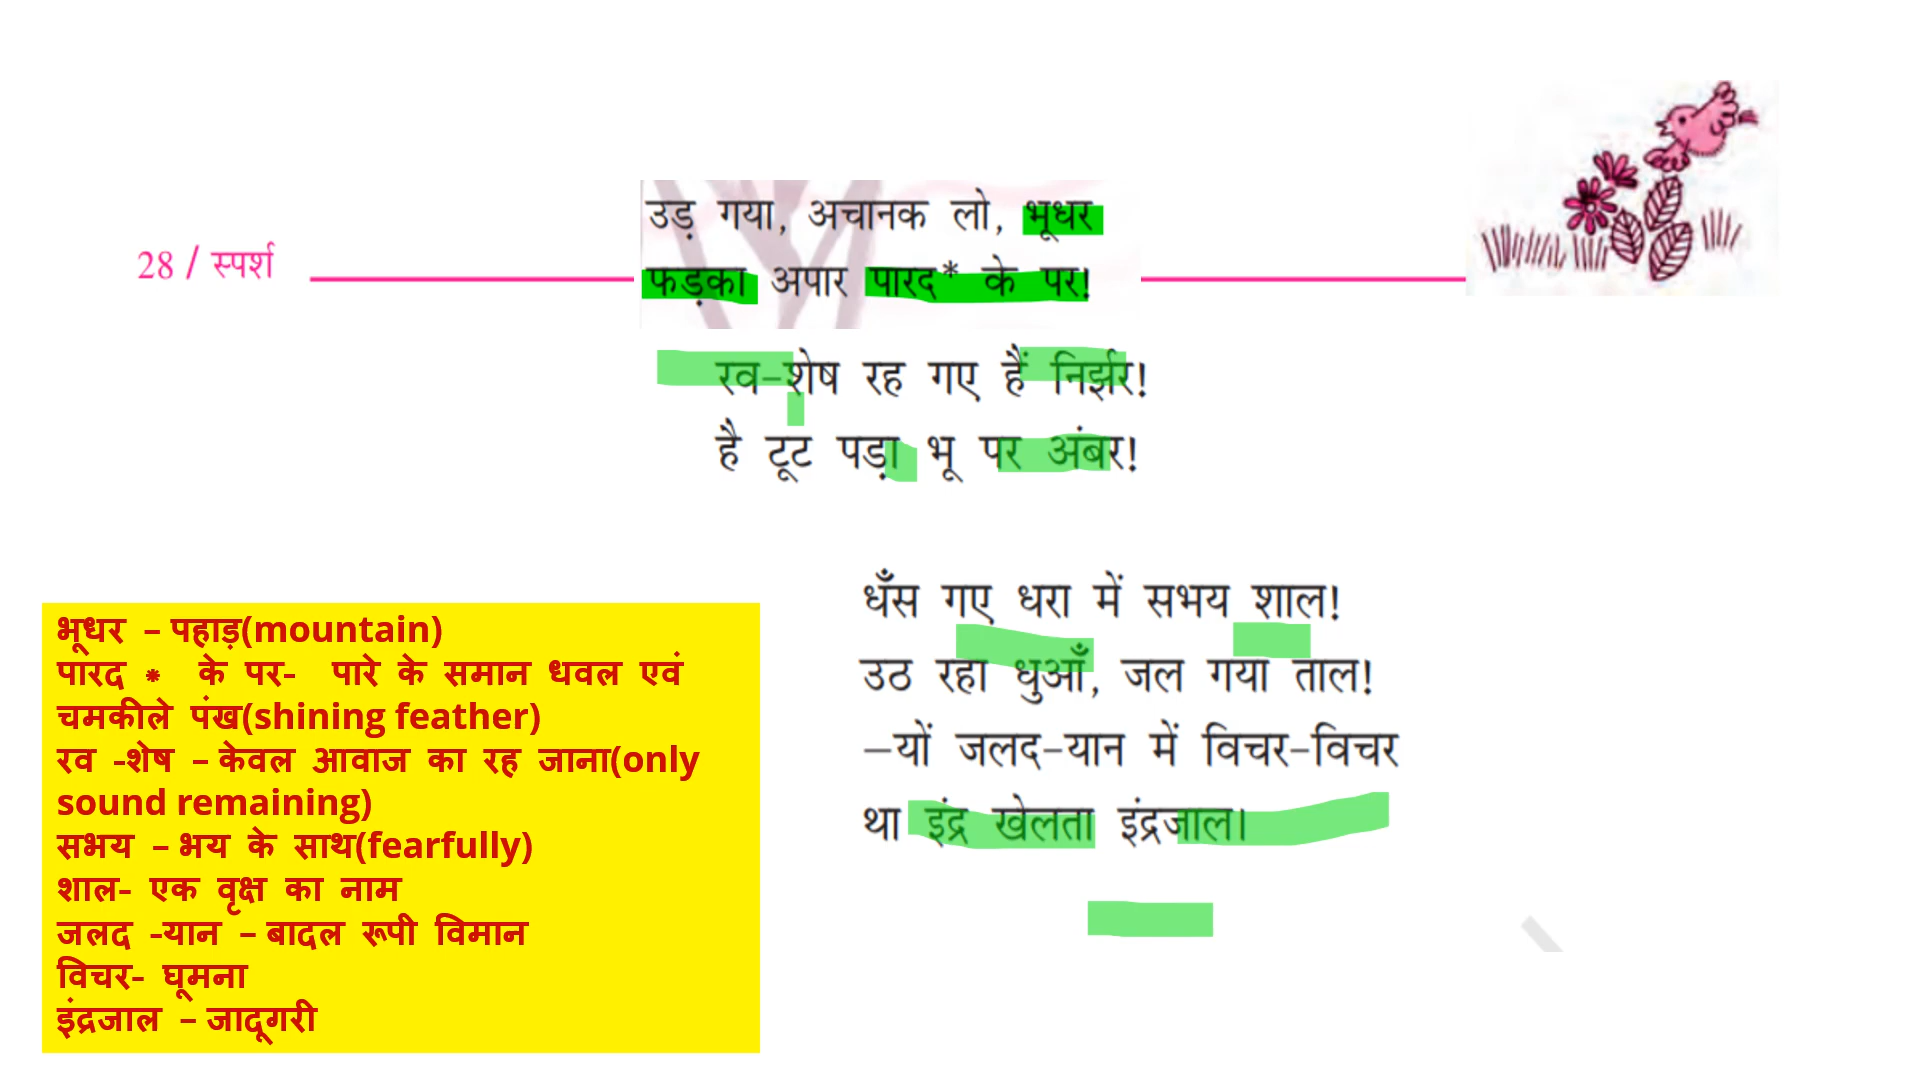 28 / स्पर्श
उड़ गया, अचानक लो, भूधर
फड़का अपार पारद* के पर!
रव-शेष रह गए हैं निर्झर!
है टूट पड़ा भू पर अंबर!
धँस गए धरा में सभय शाल!
उठ रहा धुआँ, जल गया ताल!
–यों जलद-यान में विचर-विचर
था इंद्र खेलता इंद्रजाल।
भूधर – पहाड़(mountain)
पारद * के पर- पारे के समान धवल एवं
चमकीले पंख(shining feather)
रव -शेष – केवल आवाज का रह जाना(only
sound remaining)
सभय – भय के साथ(fearfully)
शाल- एक वृक्ष का नाम
जलद -यान – बादल रूपी विमान
विचर- घूमना
इंद्रजाल – जादूगरी